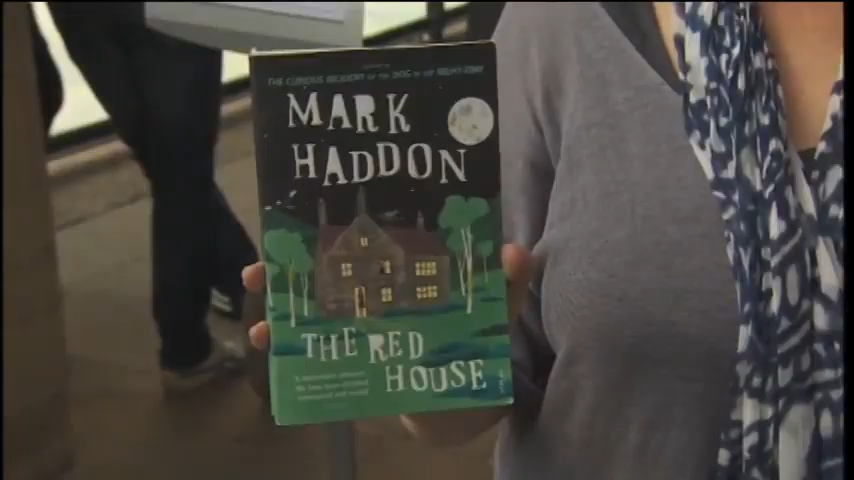 THE CURIOUS INCIDENT OF THE DOG IN THE NIGHT-TIME
MARK
HADDON
THE RED
HOUSE